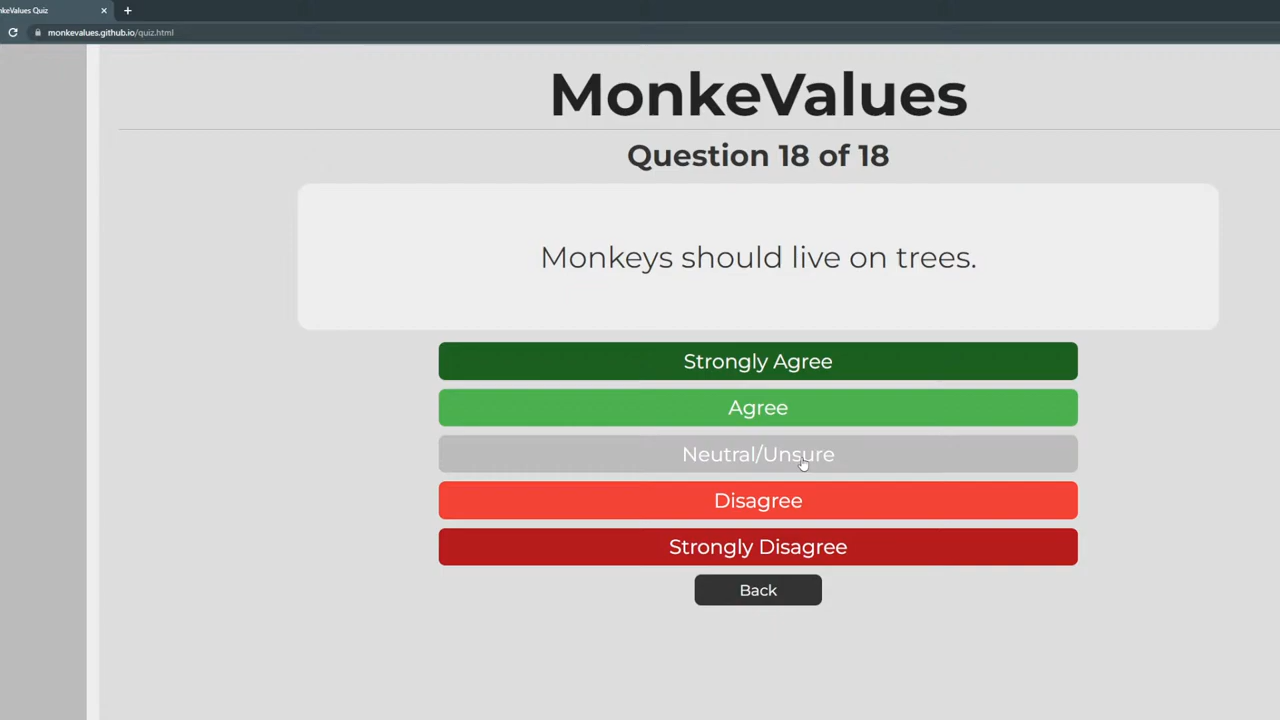 nkeValues Quiz
monkevalues.github.io/quiz.html
MonkeValues
Question 18 of 18
Monkeys should live on trees.
Strongly Agree
Agree
Neutral/Unsure
Disagree
Strongly Disagree
Back